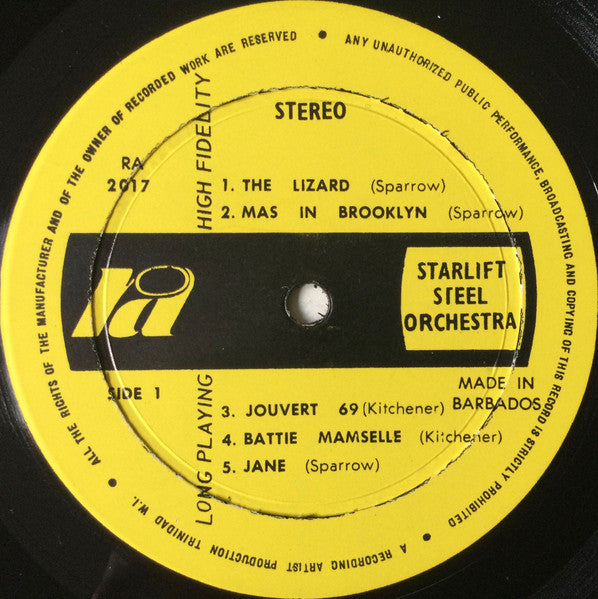 ALL THE RIGHTS OF THE MANUFACTURER AND OF THE OWNER OF RECORDED WORK ARE RESERVED • ANY UNAUTHORIZED PUBLIC PERFORMANCE, BROADCASTING AND COPYING OF THIS RECORD IS STRICTLY PROHIBITED • A RECORDING ARTIST PRODUCTION TRINIDAD W.I. •
STEREO
HIGH FIDELITY
RA
2017
1. THE LIZARD (Sparrow)
2. MAS IN BROOKLYN (Sparrow)
ra
STARLIFT
STEEL
ORCHESTRA
SIDE 1
LONG PLAYING
MADE IN
BARBADOS
3. JOUVERT 69 (Kitchener)
4. BATTIE MAMSELLE (Kitchener)
5. JANE (Sparrow)